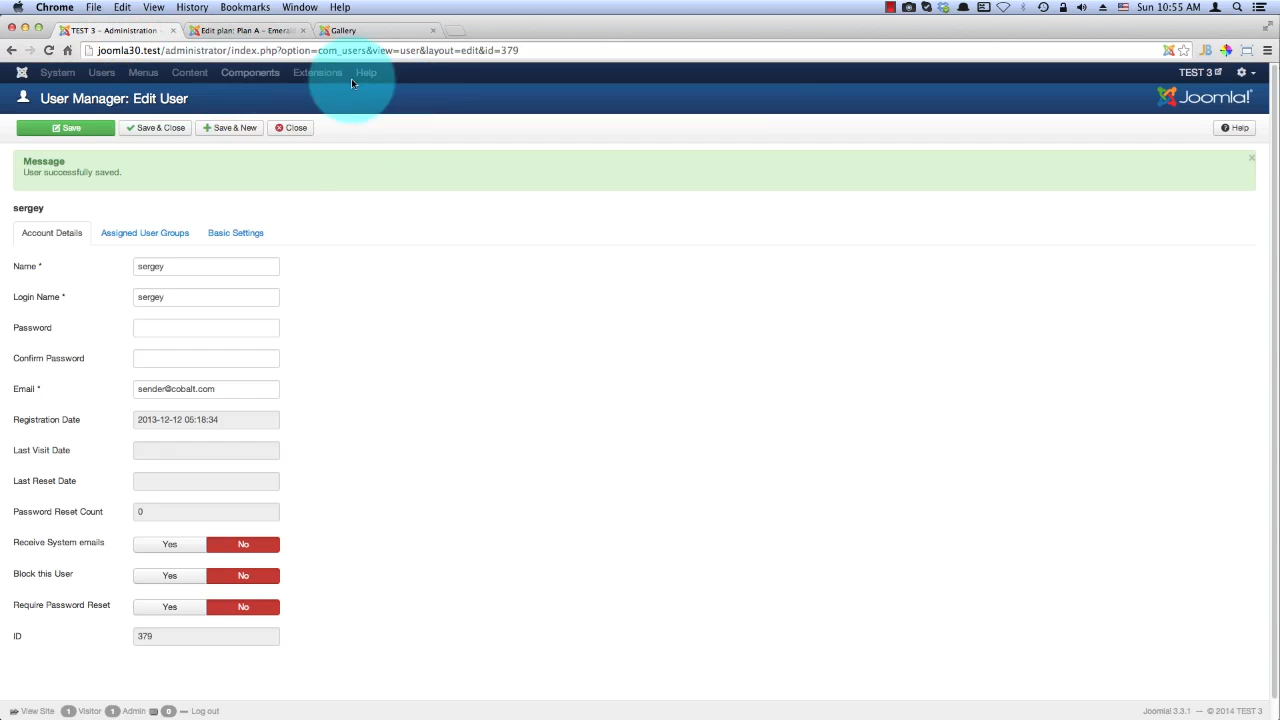 Chrome File Edit View History Bookmarks Window Help Sun 10:55 AM
TEST 3 - Administration - Edit plan: Plan A – Emeral Gallery
joomla30.test/administrator/index.php?option=com_users&view=user&layout=edit&id=379
System Users Menus Content Components Extensions Help TEST 3
User Manager: Edit User Joomla!
Save Save & Close Save & New Close Help
Message
User successfully saved.
sergey
Account Details Assigned User Groups Basic Settings
Name * sergey
Login Name * sergey
Password
Confirm Password
Email * sender@cobalt.com
Registration Date 2013-12-12 05:18:34
Last Visit Date
Last Reset Date
Password Reset Count 0
Receive System emails Yes No
Block this User Yes No
Require Password Reset Yes No
ID 379
View Site 1 Visitor 1 Admin 0 Log out Joomla! 3.3.1 — © 2014 TEST 3